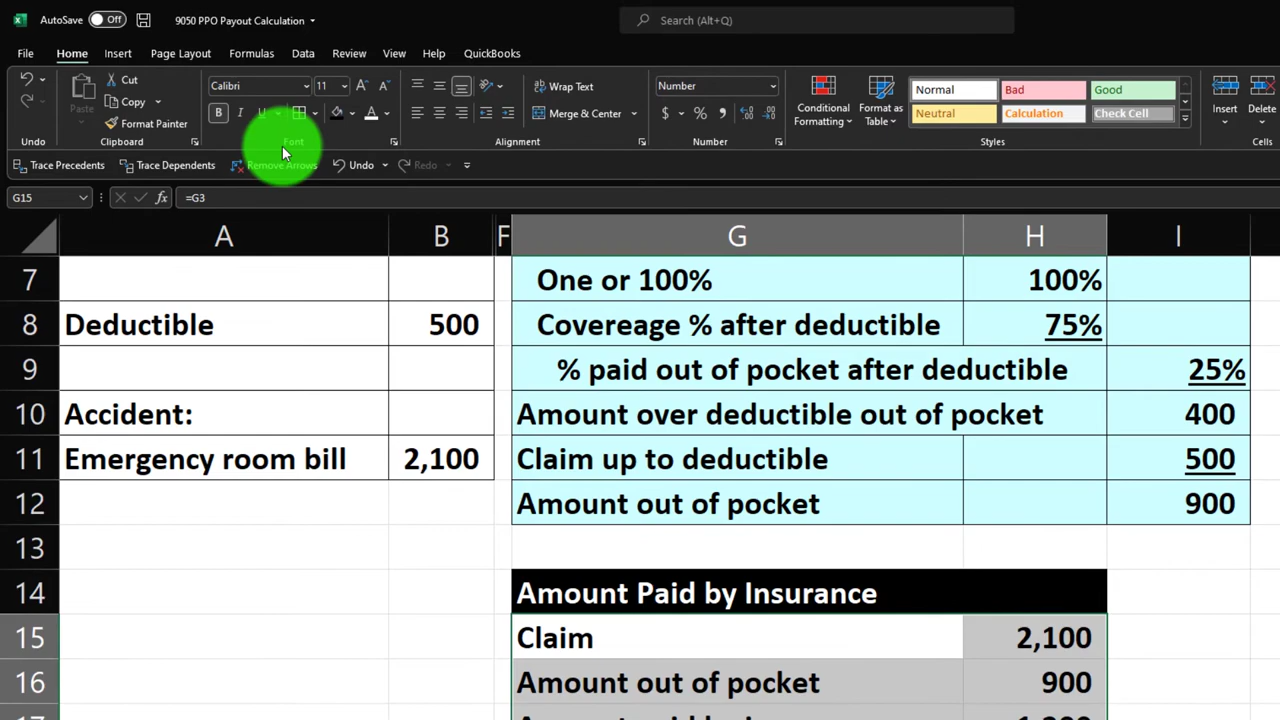 AutoSave Off 9050 PPO Payout Calculation Search (Alt+Q)
File Home Insert Page Layout Formulas Data Review View Help QuickBooks
Paste Cut Copy Format Painter
Calibri 11 B I U
Wrap Text Merge & Center
Number $ %
Conditional Formatting Format as Table
Normal Bad Good
Neutral Calculation Check Cell
Insert Delete
Undo Clipboard Font Alignment Number Styles Cells
Trace Precedents Trace Dependents Remove Arrows Undo Redo
G15 fx =G3
A B F G H I
7 One or 100% 100%
8 Deductible 500 Covereage % after deductible 75%
9 % paid out of pocket after deductible 25%
10 Accident: Amount over deductible out of pocket 400
11 Emergency room bill 2,100 Claim up to deductible 500
12 Amount out of pocket 900
13
14 Amount Paid by Insurance
15 Claim 2,100
16 Amount out of pocket 900